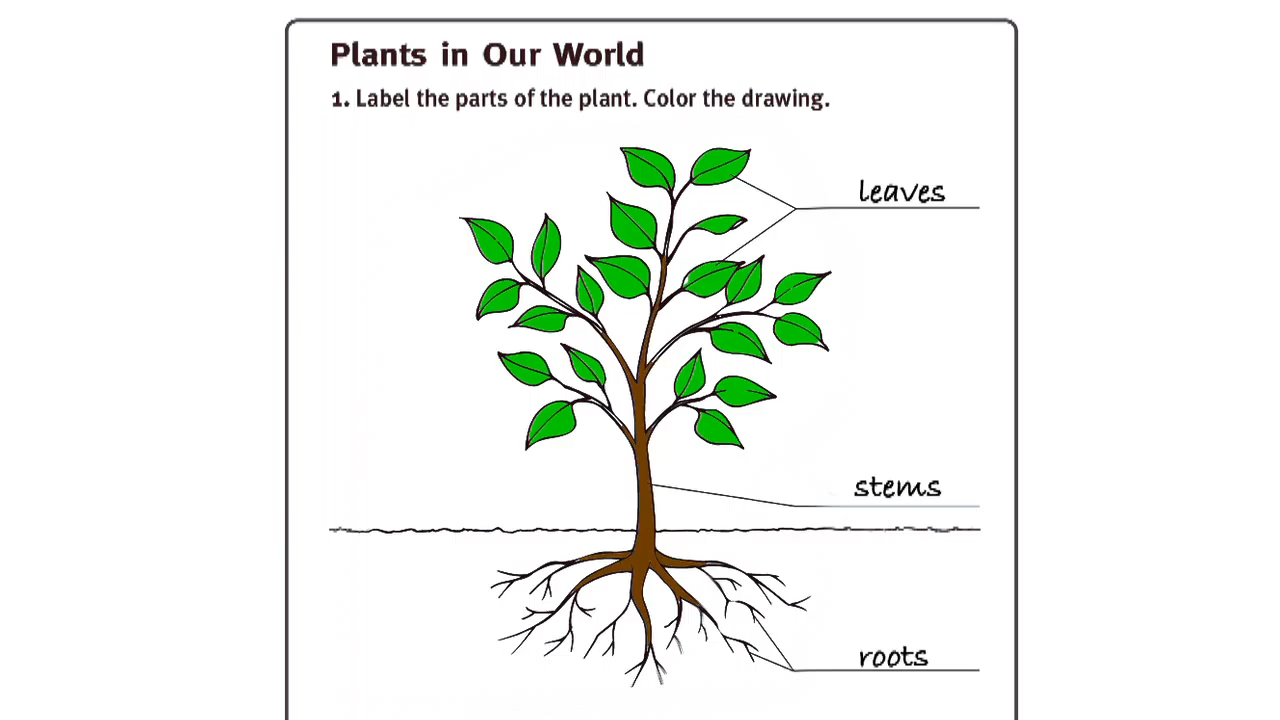 Plants in Our World
1. Label the parts of the plant. Color the drawing.
leaves
stems
roots